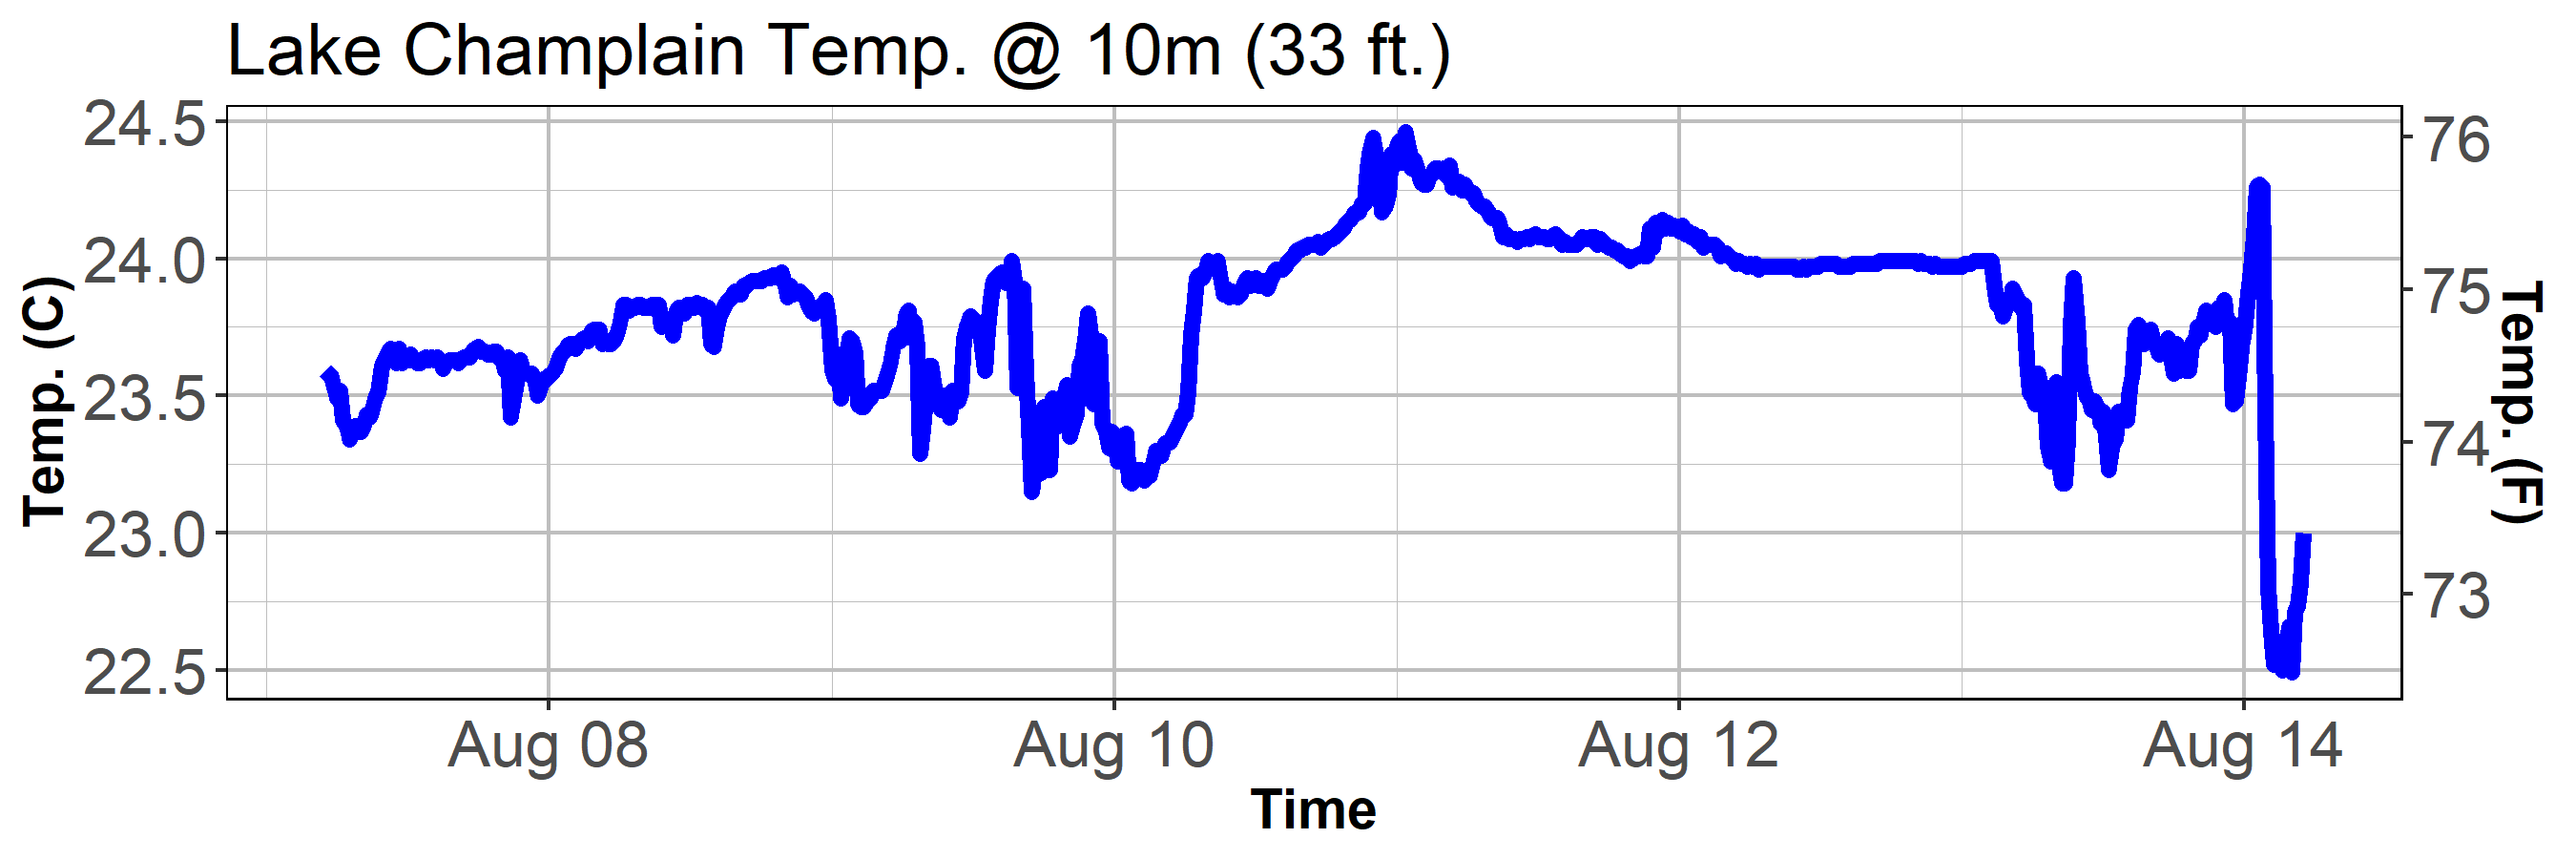 Lake Champlain Temp. @ 10m (33 ft.)
24.5
24.0
23.5
23.0
22.5
Temp. (C)
76
75
74
73
Temp. (F)
Aug 08 Aug 10 Aug 12 Aug 14
Time